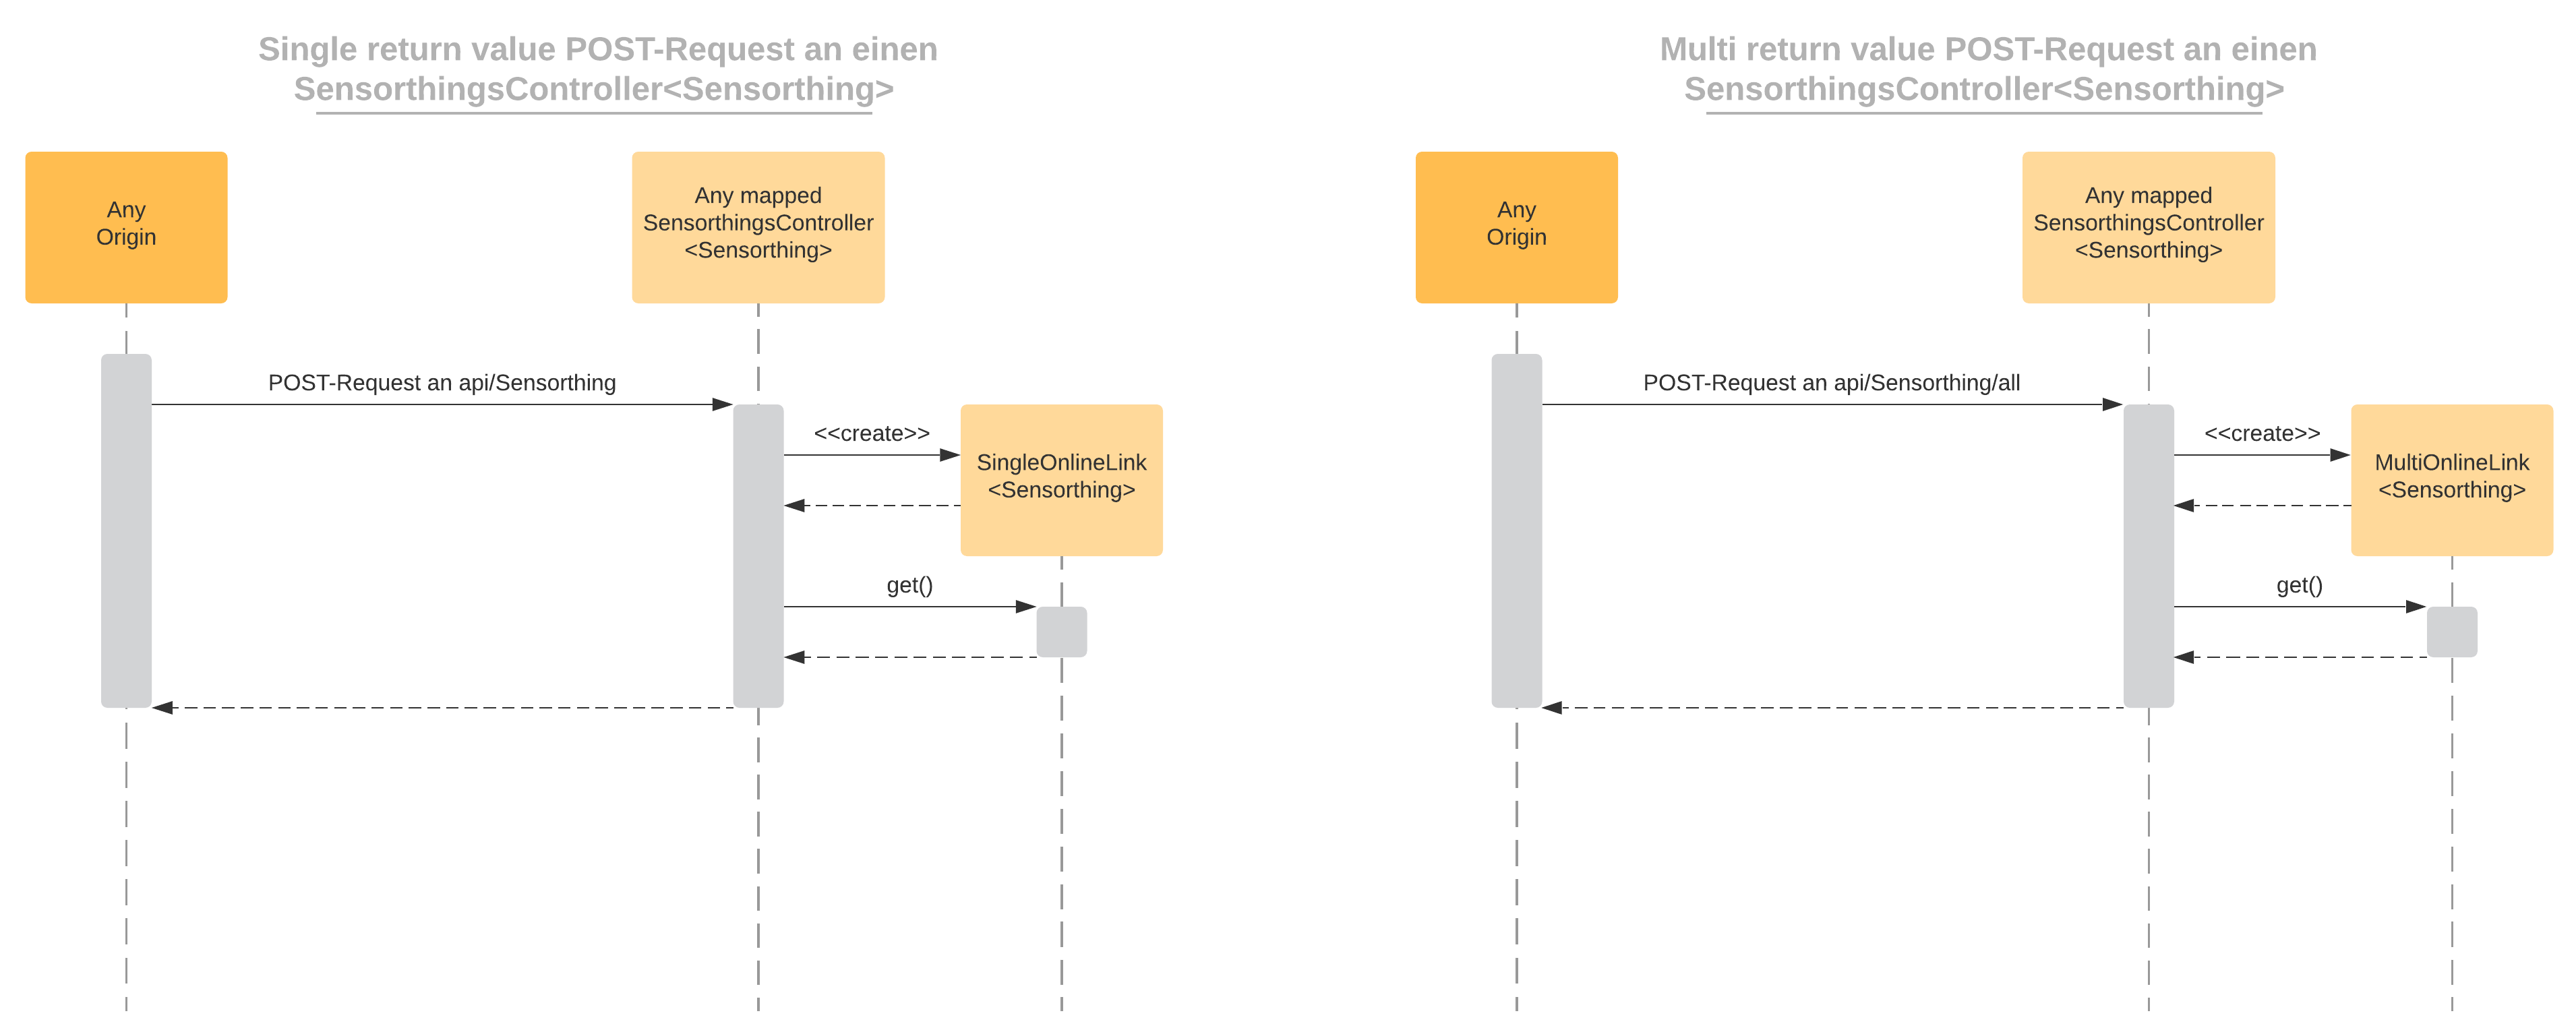 Single return value POST-Request an einen
SensorthingsController<Sensorthing>
Any
Origin
Any mapped
SensorthingsController
<Sensorthing>
POST-Request an api/Sensorthing
<<create>>
SingleOnlineLink
<Sensorthing>
get()
Multi return value POST-Request an einen
SensorthingsController<Sensorthing>
Any
Origin
Any mapped
SensorthingsController
<Sensorthing>
POST-Request an api/Sensorthing/all
<<create>>
MultiOnlineLink
<Sensorthing>
get()